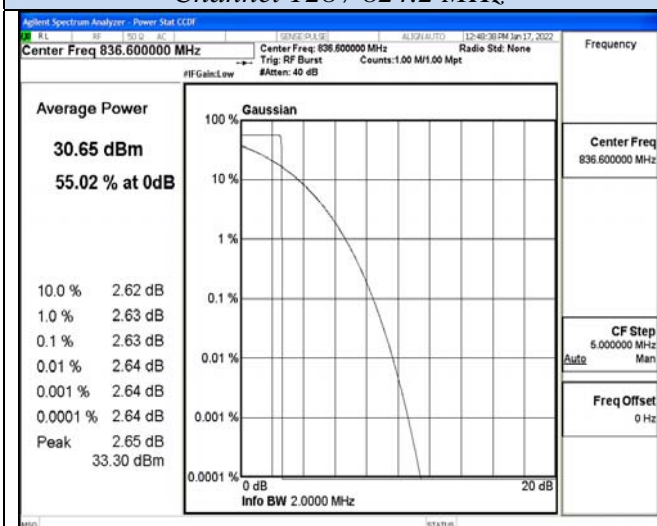 Channel 128 / 824.2 MHz
Agilent Spectrum Analyzer - Power Stat CCDF
RL RF 50 Ω AC SENSE:PULSE ALIGN AUTO 12:48:38 PM Jan 17, 2022
Center Freq 836.600000 MHz
Center Freq: 836.600000 MHz Radio Std: None
Trig: RF Burst Counts:1.00 M/1.00 Mpt
#IFGain:Low #Atten: 40 dB
Frequency
Average Power
30.65 dBm
55.02 % at 0dB
10.0 % 2.62 dB
1.0 % 2.63 dB
0.1 % 2.63 dB
0.01 % 2.64 dB
0.001 % 2.64 dB
0.0001 % 2.64 dB
Peak 2.65 dB
33.30 dBm
Gaussian
100 %
10 %
1 %
0.1 %
0.01 %
0.001 %
0.0001 %
0 dB 20 dB
Info BW 2.0000 MHz
Center Freq
836.600000 MHz
CF Step
5.000000 MHz
Auto Man
Freq Offset
0 Hz
MSG STATUS